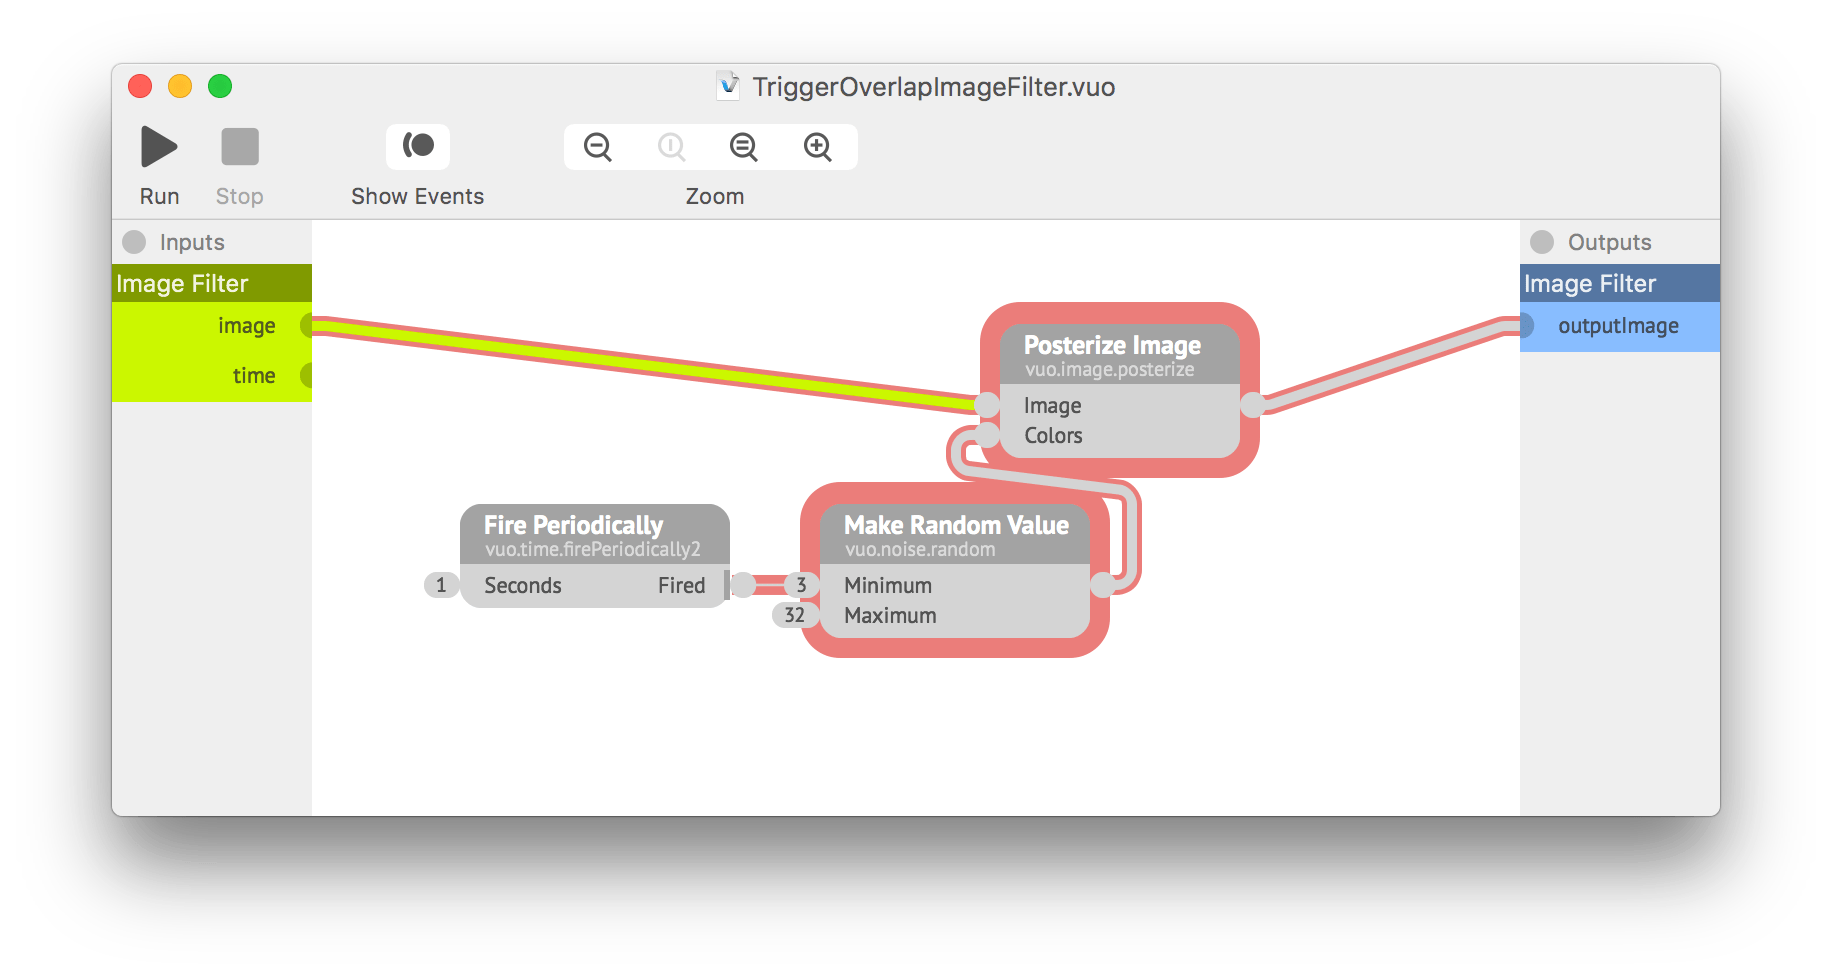 TriggerOverlapImageFilter.vuo
Run
Stop
Show Events
Zoom
Inputs
Image Filter
image
time
Outputs
Image Filter
outputImage
Posterize Image
vuo.image.posterize
Image
Colors
Fire Periodically
vuo.time.firePeriodically2
1 Seconds Fired
Make Random Value
vuo.noise.random
3 Minimum
32 Maximum